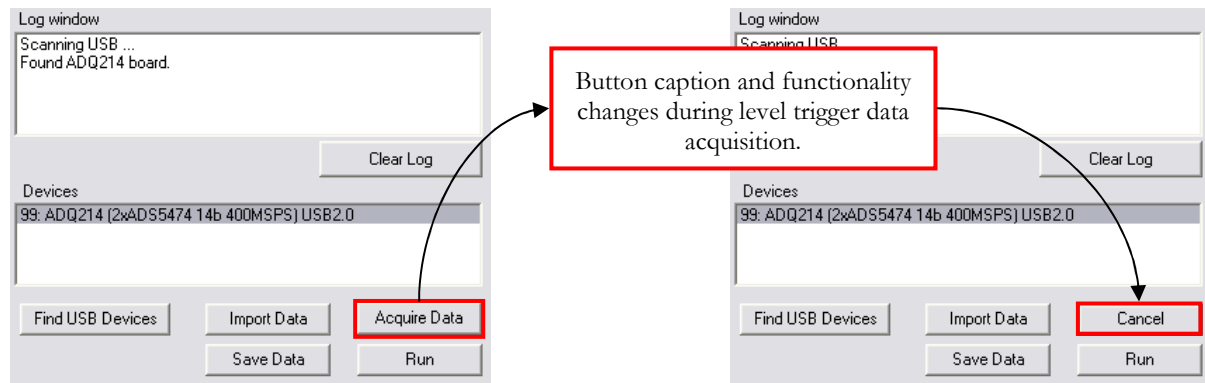 Log window
Scanning USB ...
Found ADQ214 board.
Clear Log
Devices
99: ADQ214 (2xADS5474 14b 400MSPS) USB2.0
Find USB Devices
Import Data
Acquire Data
Save Data
Run
Button caption and functionality
changes during level trigger data
acquisition.
Log window
Scanning USB
Clear Log
Devices
99: ADQ214 (2xADS5474 14b 400MSPS) USB2.0
Find USB Devices
Import Data
Cancel
Save Data
Run